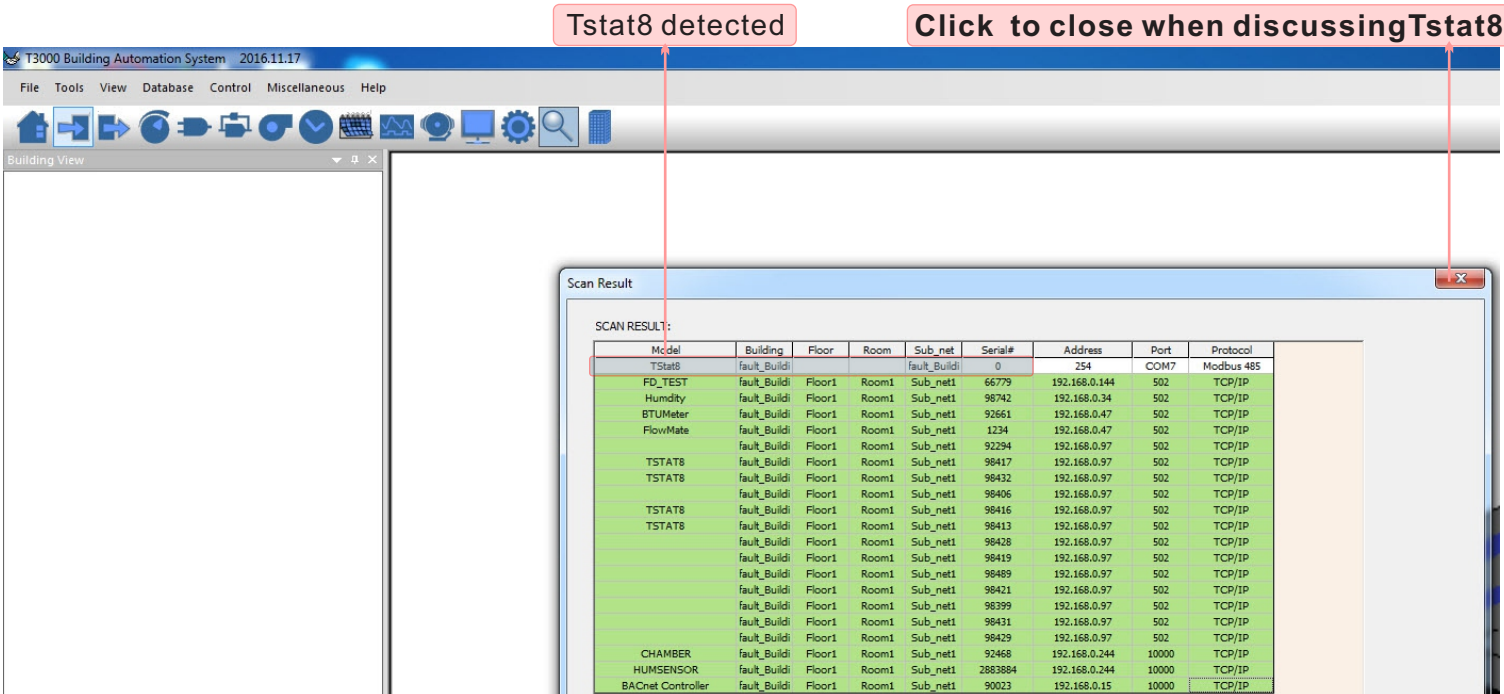 Tstat8 detected
Click to close when discussingTstat8
T3000 Building Automation System 2016.11.17
File Tools View Database Control Miscellaneous Help
Building View
Scan Result
SCAN RESULT:
Model Building Floor Room Sub_net Serial# Address Port Protocol
TStat8 fault_Buildi fault_Buildi 0 254 COM7 Modbus 485
FD_TEST fault_Buildi Floor1 Room1 Sub_net1 66779 192.168.0.144 502 TCP/IP
Humdity fault_Buildi Floor1 Room1 Sub_net1 98742 192.168.0.34 502 TCP/IP
BTUMeter fault_Buildi Floor1 Room1 Sub_net1 92661 192.168.0.47 502 TCP/IP
FlowMate fault_Buildi Floor1 Room1 Sub_net1 1234 192.168.0.47 502 TCP/IP
fault_Buildi Floor1 Room1 Sub_net1 92294 192.168.0.97 502 TCP/IP
TSTAT8 fault_Buildi Floor1 Room1 Sub_net1 98417 192.168.0.97 502 TCP/IP
TSTAT8 fault_Buildi Floor1 Room1 Sub_net1 98432 192.168.0.97 502 TCP/IP
fault_Buildi Floor1 Room1 Sub_net1 98406 192.168.0.97 502 TCP/IP
TSTAT8 fault_Buildi Floor1 Room1 Sub_net1 98416 192.168.0.97 502 TCP/IP
TSTAT8 fault_Buildi Floor1 Room1 Sub_net1 98413 192.168.0.97 502 TCP/IP
fault_Buildi Floor1 Room1 Sub_net1 98428 192.168.0.97 502 TCP/IP
fault_Buildi Floor1 Room1 Sub_net1 98419 192.168.0.97 502 TCP/IP
fault_Buildi Floor1 Room1 Sub_net1 98489 192.168.0.97 502 TCP/IP
fault_Buildi Floor1 Room1 Sub_net1 98421 192.168.0.97 502 TCP/IP
fault_Buildi Floor1 Room1 Sub_net1 98399 192.168.0.97 502 TCP/IP
fault_Buildi Floor1 Room1 Sub_net1 98431 192.168.0.97 502 TCP/IP
fault_Buildi Floor1 Room1 Sub_net1 98429 192.168.0.97 502 TCP/IP
CHAMBER fault_Buildi Floor1 Room1 Sub_net1 92468 192.168.0.244 10000 TCP/IP
HUMSENSOR fault_Buildi Floor1 Room1 Sub_net1 2883884 192.168.0.244 10000 TCP/IP
BACnet Controller fault_Buildi Floor1 Room1 Sub_net1 90023 192.168.0.15 10000 TCP/IP